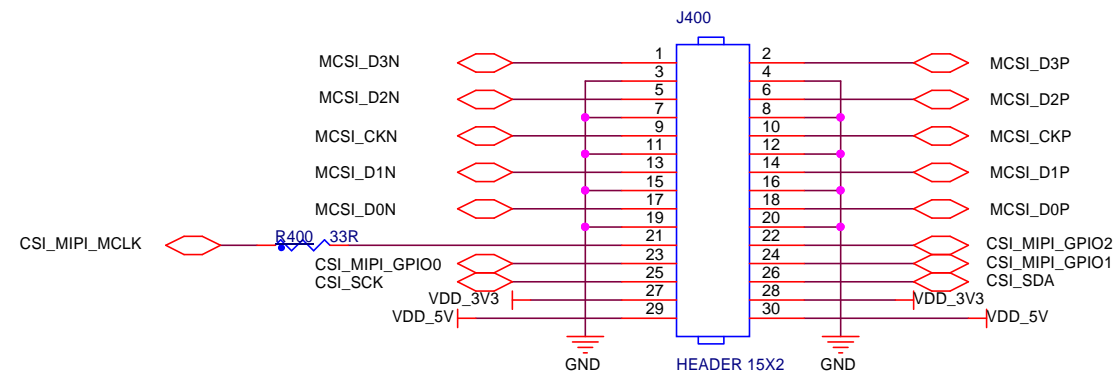 J400
MCSI_D3N 1 2 MCSI_D3P
3 4
MCSI_D2N 5 6 MCSI_D2P
7 8
MCSI_CKN 9 10 MCSI_CKP
11 12
MCSI_D1N 13 14 MCSI_D1P
15 16
MCSI_D0N 17 18 MCSI_D0P
19 20
CSI_MIPI_MCLK R400 33R 21 22 CSI_MIPI_GPIO2
CSI_MIPI_GPIO0 23 24 CSI_MIPI_GPIO1
CSI_SCK 25 26 CSI_SDA
VDD_3V3 27 28 VDD_3V3
VDD_5V 29 30 VDD_5V
GND HEADER 15X2 GND